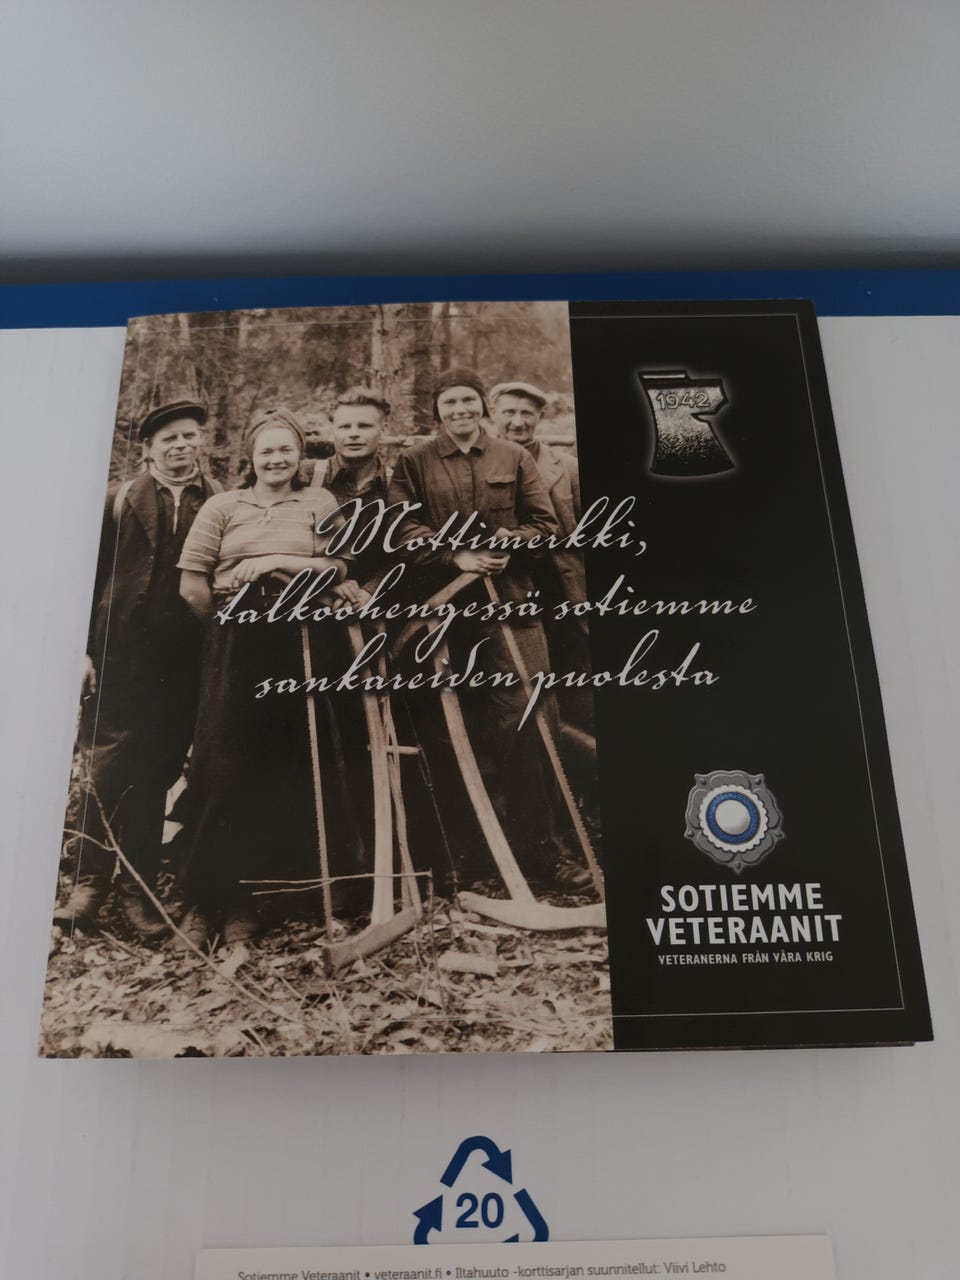 1942
Mottimerkki,
talkoohengessä sotiemme
sankareiden puolesta
SOTIEMME
VETERAANIT
VETERANERNA FRÅN VÅRA KRIG
20
Sotiemme Veteraanit • veteraanit.fi • Iltahuuto -korttisarjan suunnitellut: Viivi Lehto